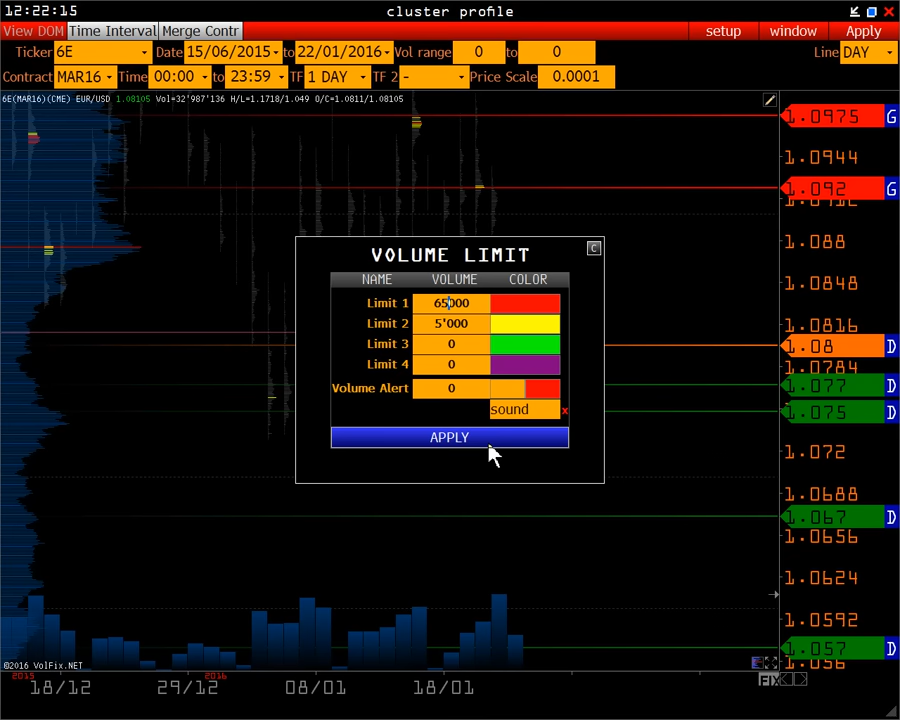 12:22:15 cluster profile
View DOM Time Interval Merge Contr setup window Apply
Ticker 6E Date 15/06/2015 to 22/01/2016 Vol range 0 to 0 Line DAY
Contract MAR16 Time 00:00 to 23:59 TF 1 DAY TF 2 - Price Scale 0.0001
6E(MAR16)(CME) EUR/USD 1.08105 Vol=32'987'136 H/L=1.1718/1.049 O/C=1.0811/1.08105
1.0975 G
1.0944
1.092 G
1.0912
1.088
1.0848
1.0816
1.08 D
1.0784
1.077 D
1.075 D
1.072
1.0688
1.067 D
1.0656
1.0624
1.0592
1.057 D
1.056
VOLUME LIMIT C
NAME VOLUME COLOR
Limit 1 65000
Limit 2 5'000
Limit 3 0
Limit 4 0
Volume Alert 0
sound x
APPLY
©2016 VolFix.NET
2015 2016
18/12 29/12 08/01 18/01
FIX